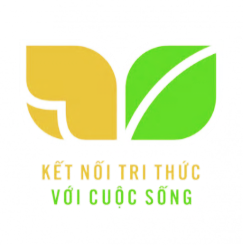 KẾT NỐI TRI THỨC
VỚI CUỘC SỐNG